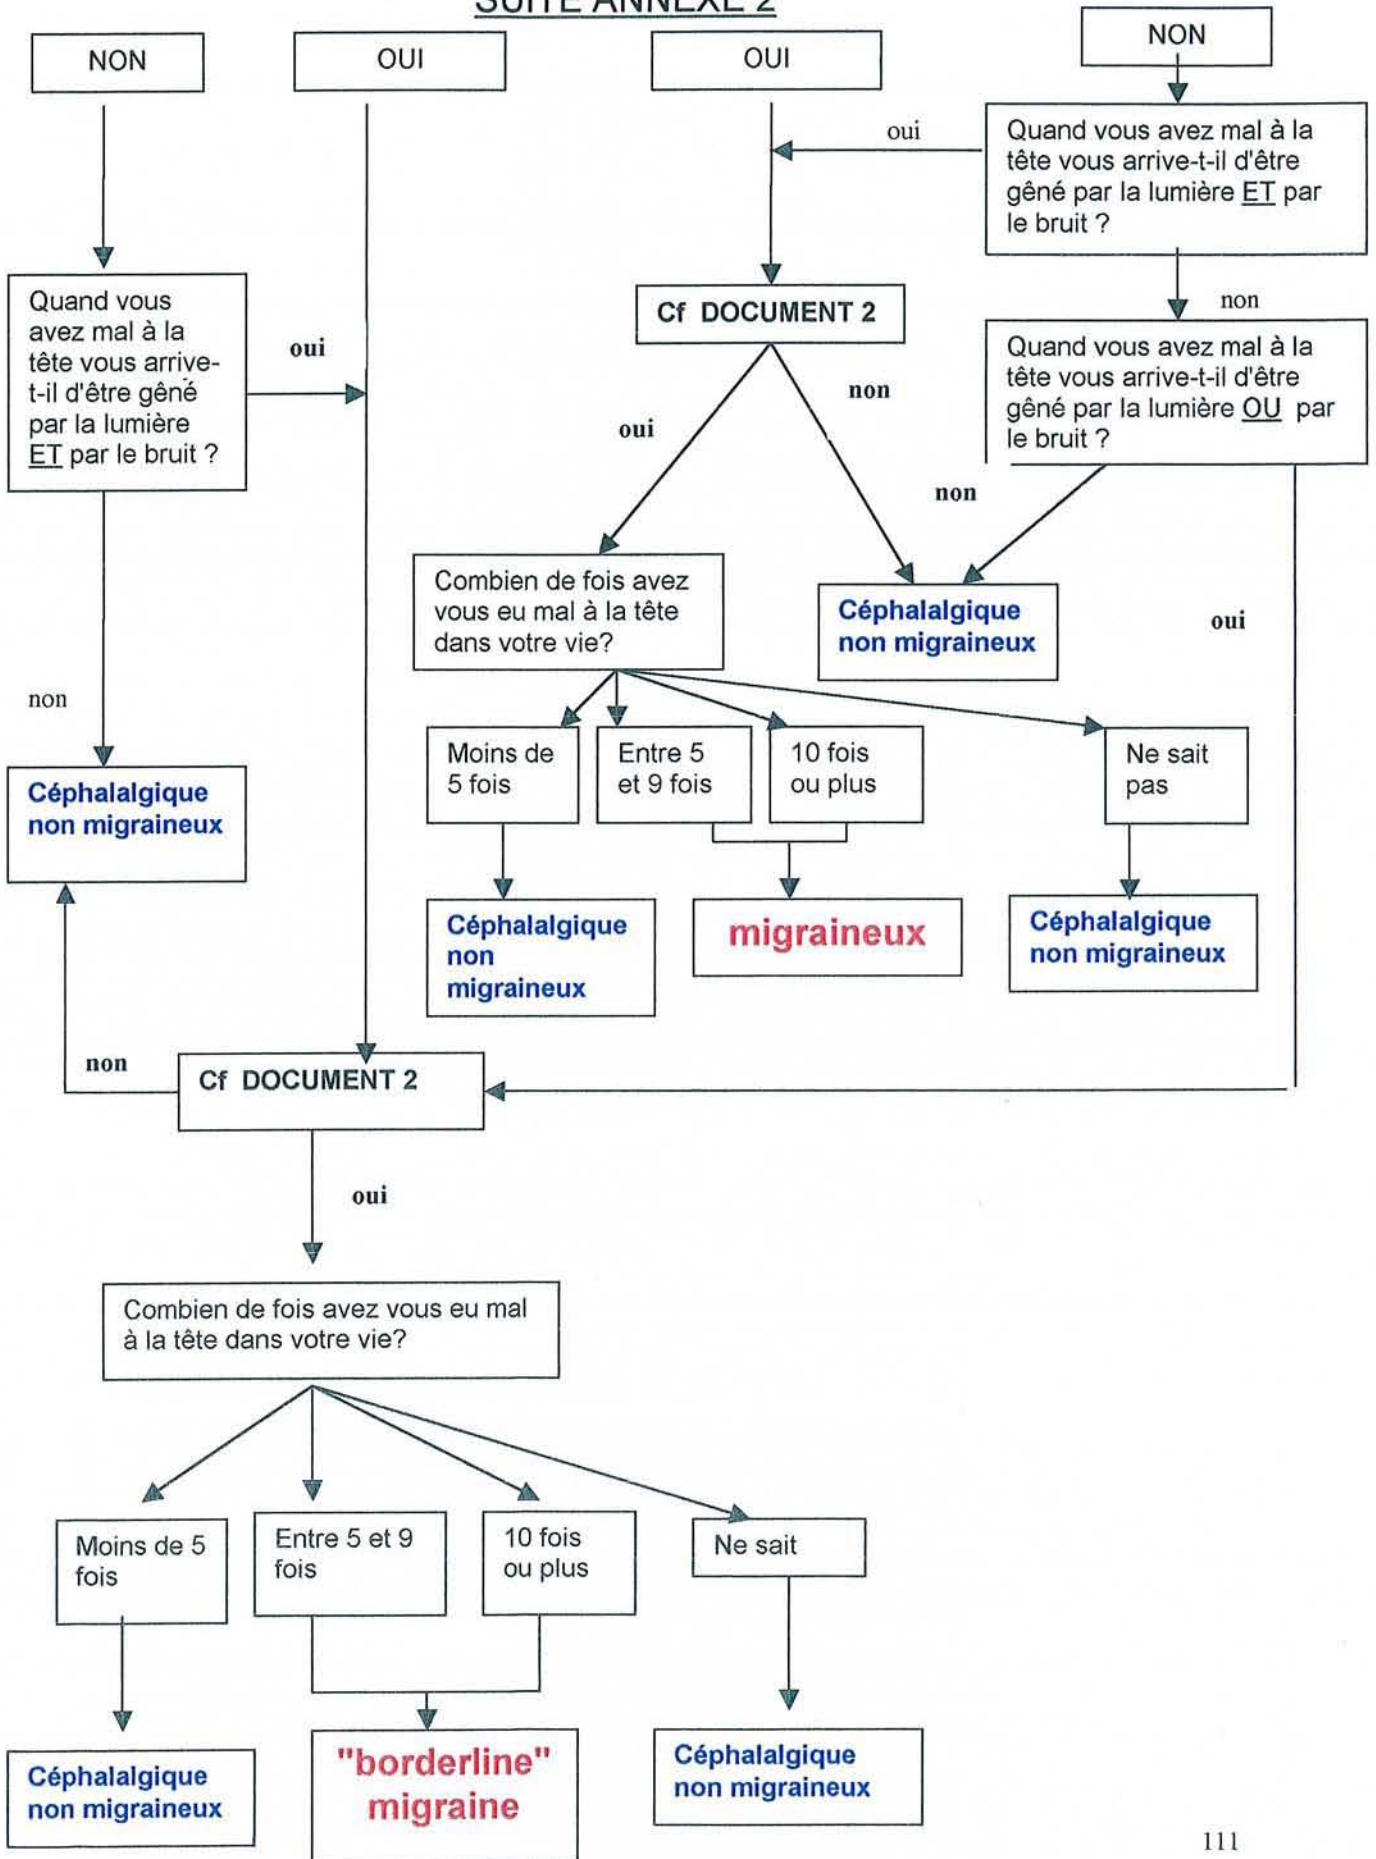 SUITE ANNEXE 2
NON
OUI
OUI
NON
oui
Quand vous avez mal à la
tête vous arrive-t-il d'être
gêné par la lumière ET par
le bruit ?
non
Cf DOCUMENT 2
Quand vous
avez mal à la
tête vous arrive-
t-il d'être gêné
par la lumière
ET par le bruit ?
oui
Quand vous avez mal à la
tête vous arrive-t-il d'être
gêné par la lumière OU par
le bruit ?
oui
non
non
oui
Combien de fois avez
vous eu mal à la tête
dans votre vie?
Céphalalgique
non migraineux
non
Moins de
5 fois
Entre 5
et 9 fois
10 fois
ou plus
Ne sait
pas
Céphalalgique
non migraineux
Céphalalgique
non
migraineux
migraineux
Céphalalgique
non migraineux
non
Cf DOCUMENT 2
oui
Combien de fois avez vous eu mal
à la tête dans votre vie?
Moins de 5
fois
Entre 5 et 9
fois
10 fois
ou plus
Ne sait
Céphalalgique
non migraineux
"borderline"
migraine
Céphalalgique
non migraineux
111